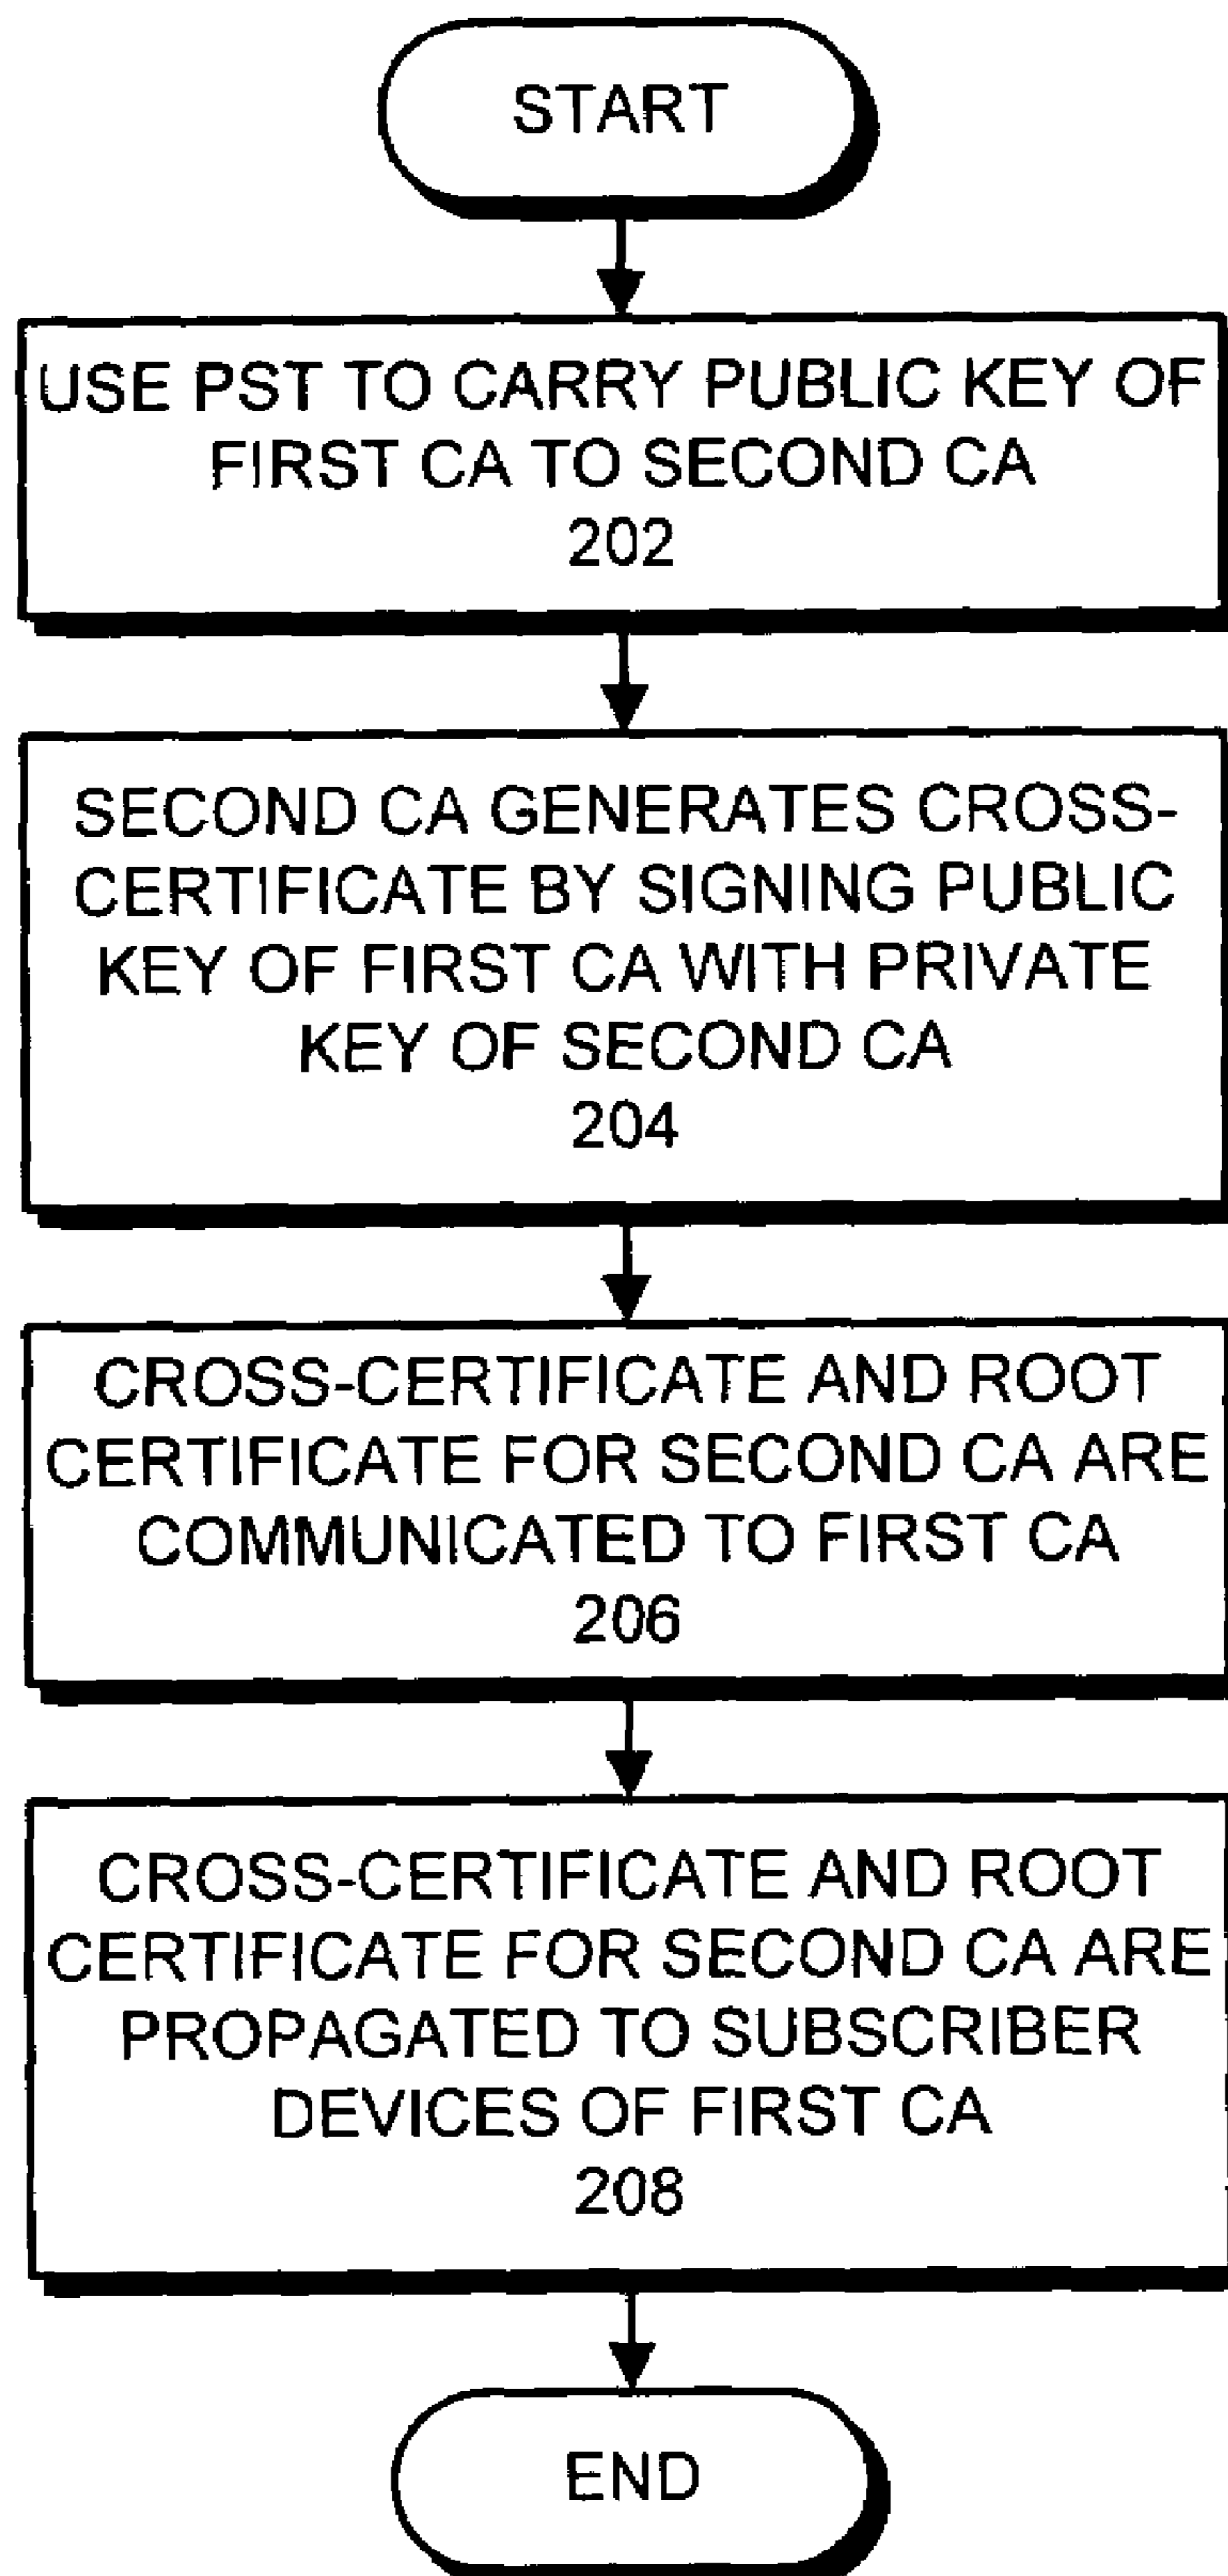 START
USE PST TO CARRY PUBLIC KEY OF
FIRST CA TO SECOND CA
202
SECOND CA GENERATES CROSS-
CERTIFICATE BY SIGNING PUBLIC
KEY OF FIRST CA WITH PRIVATE
KEY OF SECOND CA
204
CROSS-CERTIFICATE AND ROOT
CERTIFICATE FOR SECOND CA ARE
COMMUNICATED TO FIRST CA
206
CROSS-CERTIFICATE AND ROOT
CERTIFICATE FOR SECOND CA ARE
PROPAGATED TO SUBSCRIBER
DEVICES OF FIRST CA
208
END